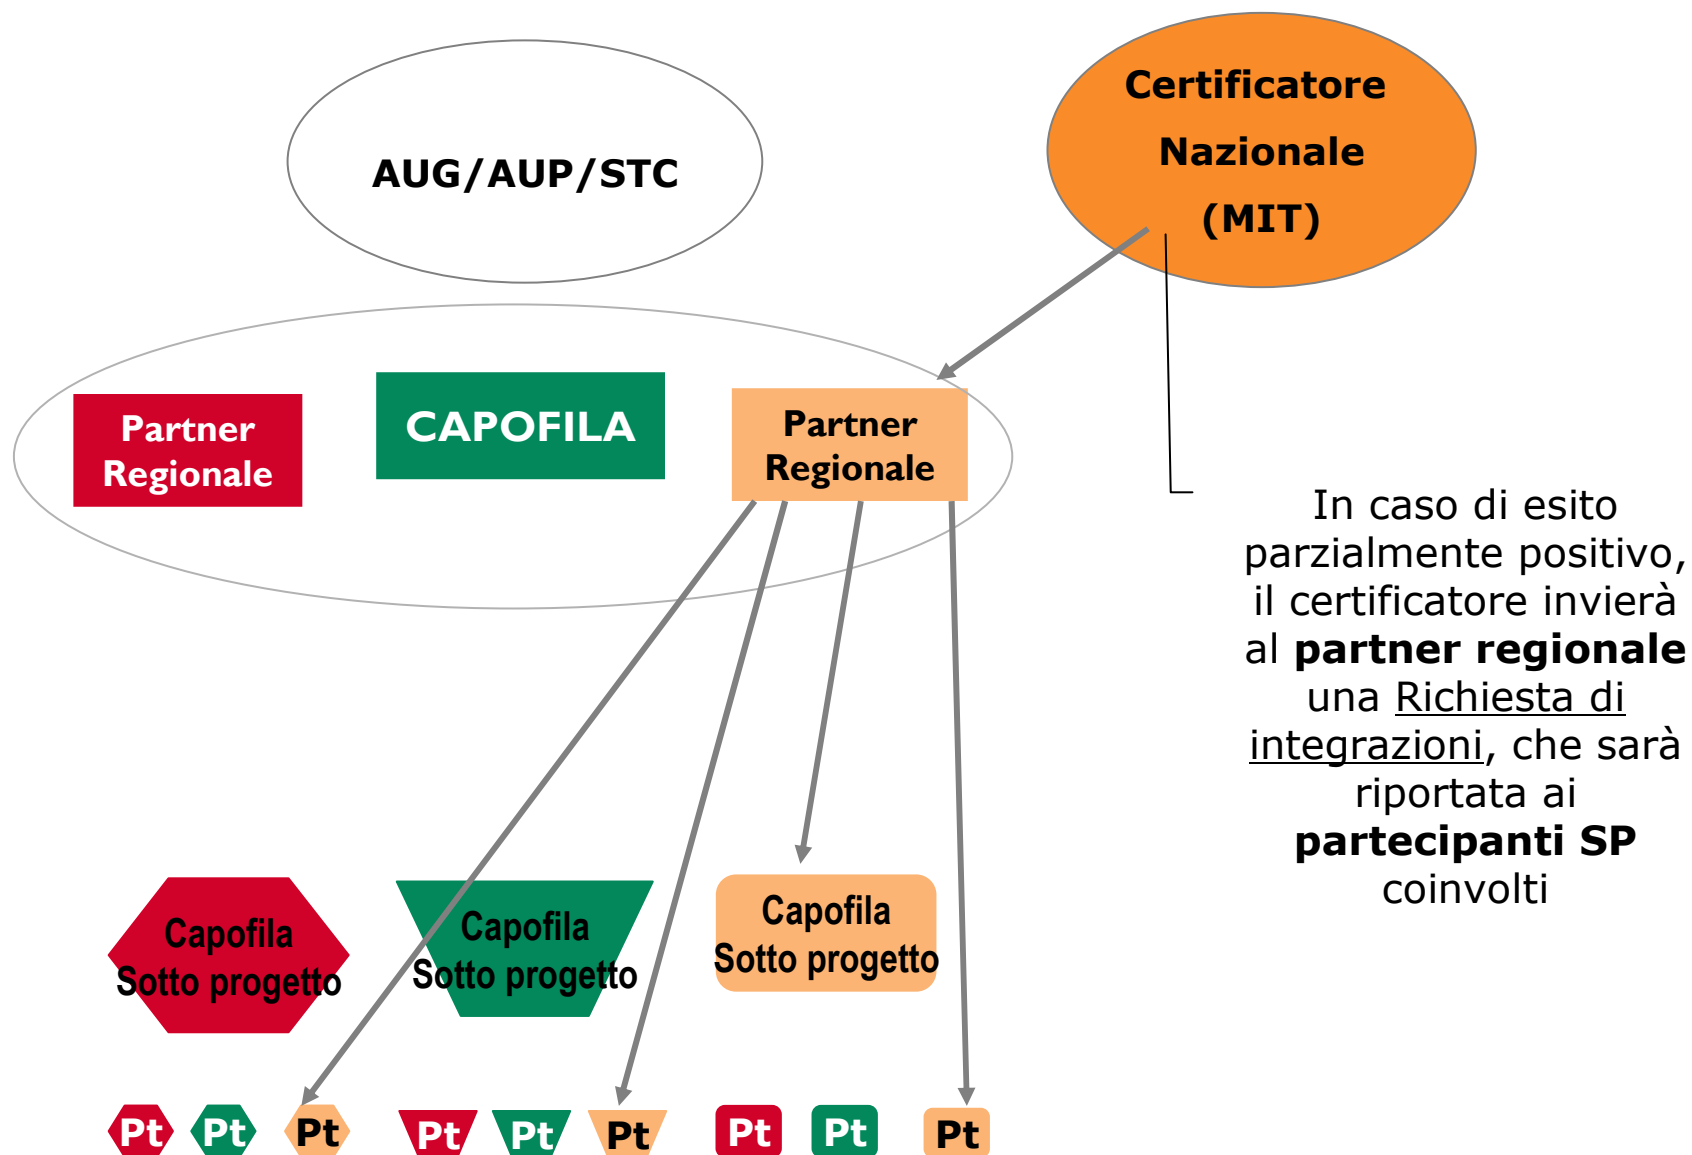 AUG/AUP/STC
Certificatore
Nazionale
(MIT)
Partner
Regionale
CAPOFILA
Partner
Regionale
In caso di esito
parzialmente positivo,
il certificatore invierà
al partner regionale
una Richiesta di
integrazioni, che sarà
riportata ai
partecipanti SP
coinvolti
Capofila
Sotto progetto
Capofila
Sotto progetto
Capofila
Sotto progetto
Pt
Pt
Pt
Pt
Pt
Pt
Pt
Pt
Pt